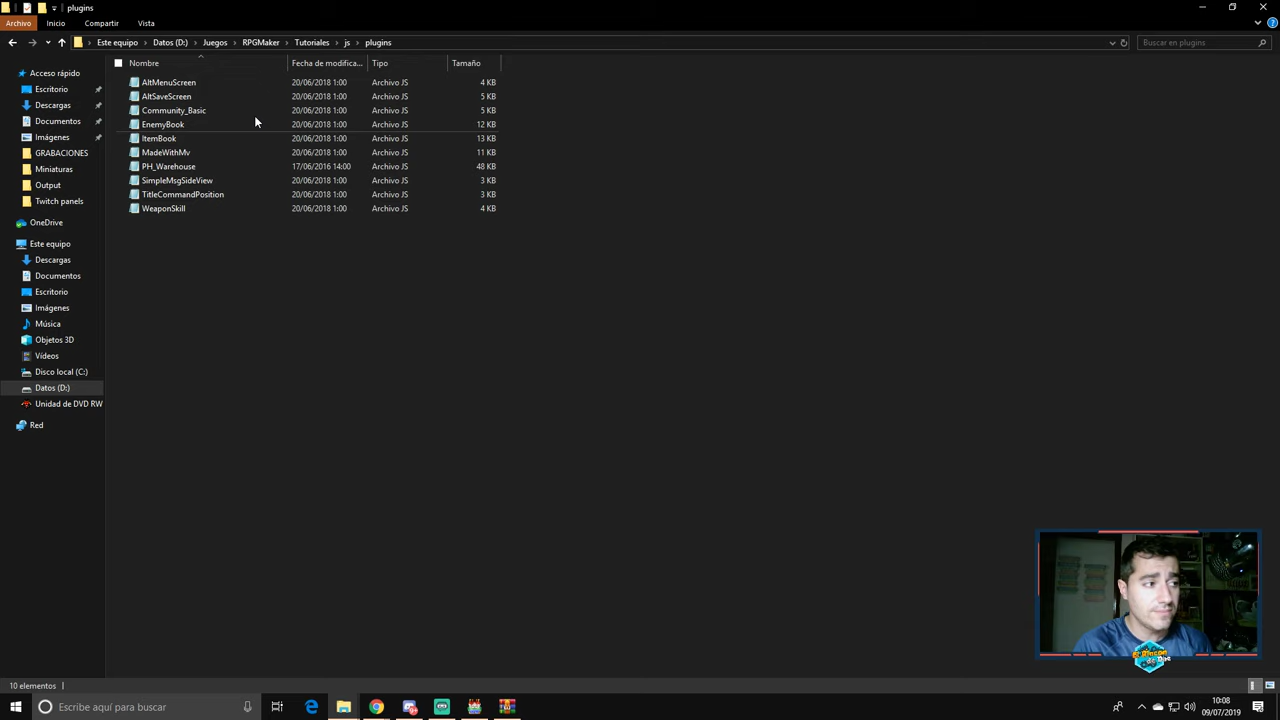 plugins
Archivo Inicio Compartir Vista
Este equipo > Datos (D:) > Juegos > RPGMaker > Tutoriales > js > plugins
Buscar en plugins
Nombre Fecha de modifica... Tipo Tamaño
AltMenuScreen 20/06/2018 1:00 Archivo JS 4 KB
AltSaveScreen 20/06/2018 1:00 Archivo JS 5 KB
Community_Basic 20/06/2018 1:00 Archivo JS 5 KB
EnemyBook 20/06/2018 1:00 Archivo JS 12 KB
ItemBook 20/06/2018 1:00 Archivo JS 13 KB
MadeWithMv 20/06/2018 1:00 Archivo JS 11 KB
PH_Warehouse 17/06/2016 14:00 Archivo JS 48 KB
SimpleMsgSideView 20/06/2018 1:00 Archivo JS 3 KB
TitleCommandPosition 20/06/2018 1:00 Archivo JS 3 KB
WeaponSkill 20/06/2018 1:00 Archivo JS 4 KB
Acceso rápido
Escritorio
Descargas
Documentos
Imágenes
GRABACIONES
Miniaturas
Output
Twitch panels
OneDrive
Este equipo
Descargas
Documentos
Escritorio
Imágenes
Música
Objetos 3D
Vídeos
Disco local (C:)
Datos (D:)
Unidad de DVD RW
Red
El Rincon
de Doc
10 elementos
Escribe aquí para buscar
10:08
09/07/2019